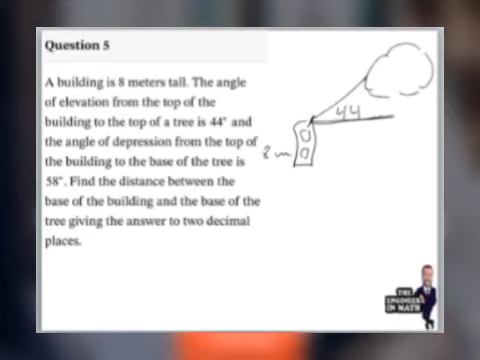 Question 5
A building is 8 meters tall. The angle
of elevation from the top of the
building to the top of a tree is 44° and
the angle of depression from the top of
the building to the base of the tree is
58°. Find the distance between the
base of the building and the base of the
tree giving the answer to two decimal
places.
44
8 m
THE
ENGINEER
IN MATH